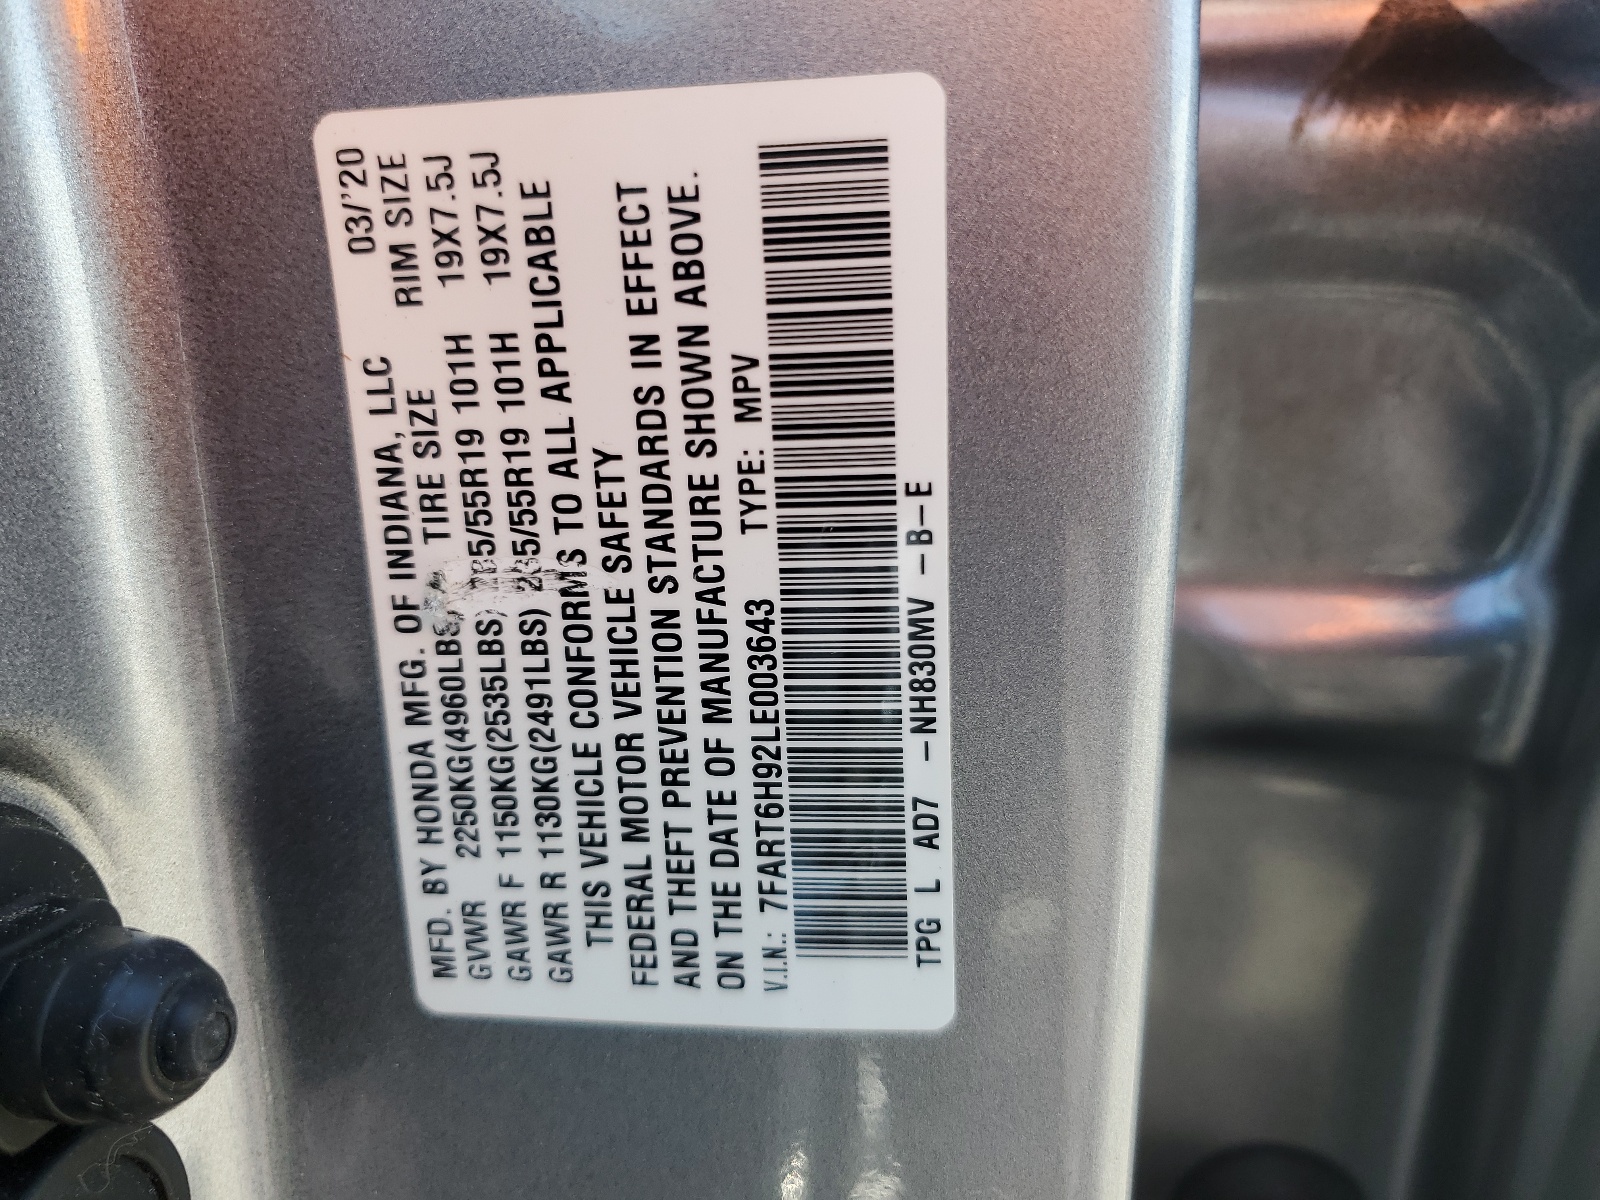 MFD. BY HONDA MFG. OF INDIANA, LLC 03/'20
GVWR 2250KG(4960LBS) TIRE SIZE RIM SIZE
GAWR F 1150KG(2535LBS) 235/55R19 101H 19X7.5J
GAWR R 1130KG(2491LBS) 235/55R19 101H 19X7.5J
THIS VEHICLE CONFORMS TO ALL APPLICABLE
FEDERAL MOTOR VEHICLE SAFETY
AND THEFT PREVENTION STANDARDS IN EFFECT
ON THE DATE OF MANUFACTURE SHOWN ABOVE.
V.I.N.: 7FART6H92LE003643 TYPE: MPV
TPG L AD7 -NH830MV -B-E